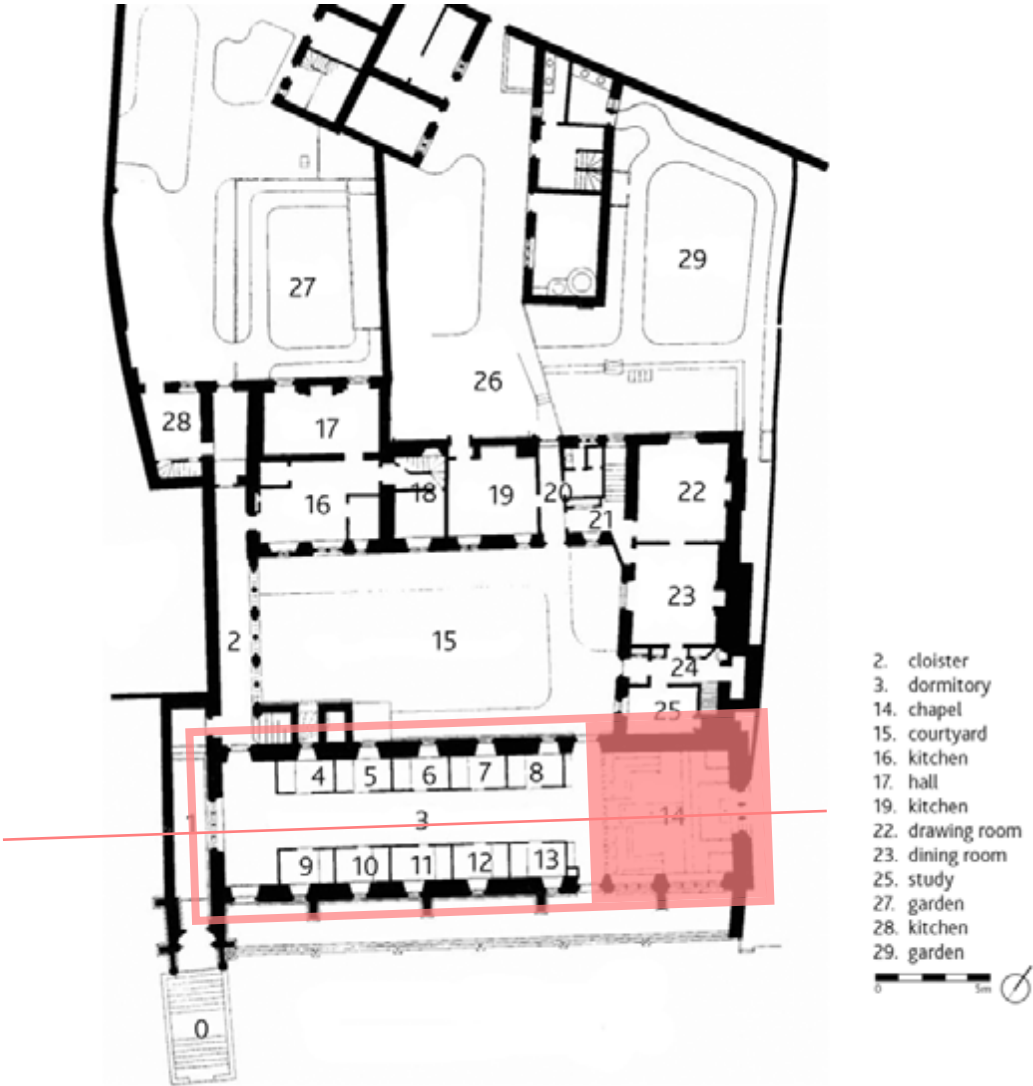 27
29
26
28
17
16
18
19
20
21
22
23
2
15
24
25
1
3
4
5
6
7
8
14
9
10
11
12
13
0
2. cloister
3. dormitory
14. chapel
15. courtyard
16. kitchen
17. hall
19. kitchen
22. drawing room
23. dining room
25. study
27. garden
28. kitchen
29. garden
0 5m